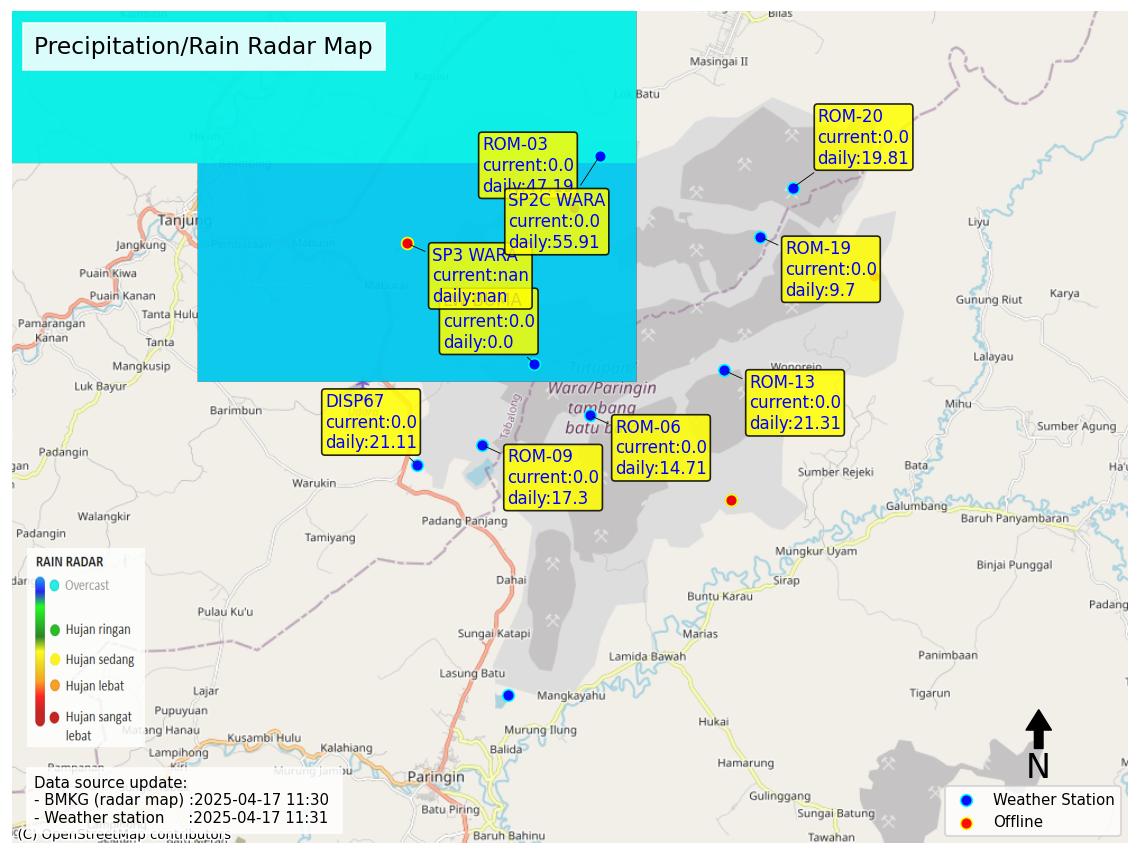 Precipitation/Rain Radar Map
Bilas
Masingai II
Batu
ROM-03
current:0.0
daily:47.19
SP2C WARA
current:0.0
daily:55.91
ROM-20
current:0.0
daily:19.81
Tanjung
Jangkung
Puain Kiwa
Puain Kanan
Tanta Hulu
Pamarangan
Kanan
Tanta
Mangkusip
Luk Bayur
Barimbun
SP3 WARA
current:nan
daily:nan
current:0.0
daily:0.0
ROM-19
current:0.0
daily:9.7
Liyu
Gunung Riut
Karya
Lalayau
Mihu
Sumber Agung
Tutupan
Wara/Paringin
tambang
batu
Tabalong
Wonorejo
ROM-13
current:0.0
daily:21.31
DISP67
current:0.0
daily:21.11
ROM-06
current:0.0
daily:14.71
ROM-09
current:0.0
daily:17.3
Padangin
Warukin
Walangkir
Padangin
Tamiyang
Padang Panjang
Sumber Rejeki
Bata
Galumbang
Baruh Panyambaran
Mungkur Uyam
Binjai Punggal
Sirap
Buntu Karau
Padang
Marias
Dahai
Pulau Ku'u
Sungai Katapi
Lamida Bawah
Panimbaan
Lasung Batu
Mangkayahu
Tigarun
Lajar
Pupuyuan
Matang Hanau
Lampihong
Kusambi Hulu
Kalahiang
Murung Jambu
Murung Ilung
Balida
Paringin
Batu Piring
Baruh Bahinu
Hukai
Hamarung
Gulinggang
Sungai Batung
Tawahan
RAIN RADAR
Overcast
Hujan ringan
Hujan sedang
Hujan lebat
Hujan sangat
lebat
Data source update:
- BMKG (radar map) :2025-04-17 11:30
- Weather station :2025-04-17 11:31
(C) OpenStreetMap contributors
N
Weather Station
Offline